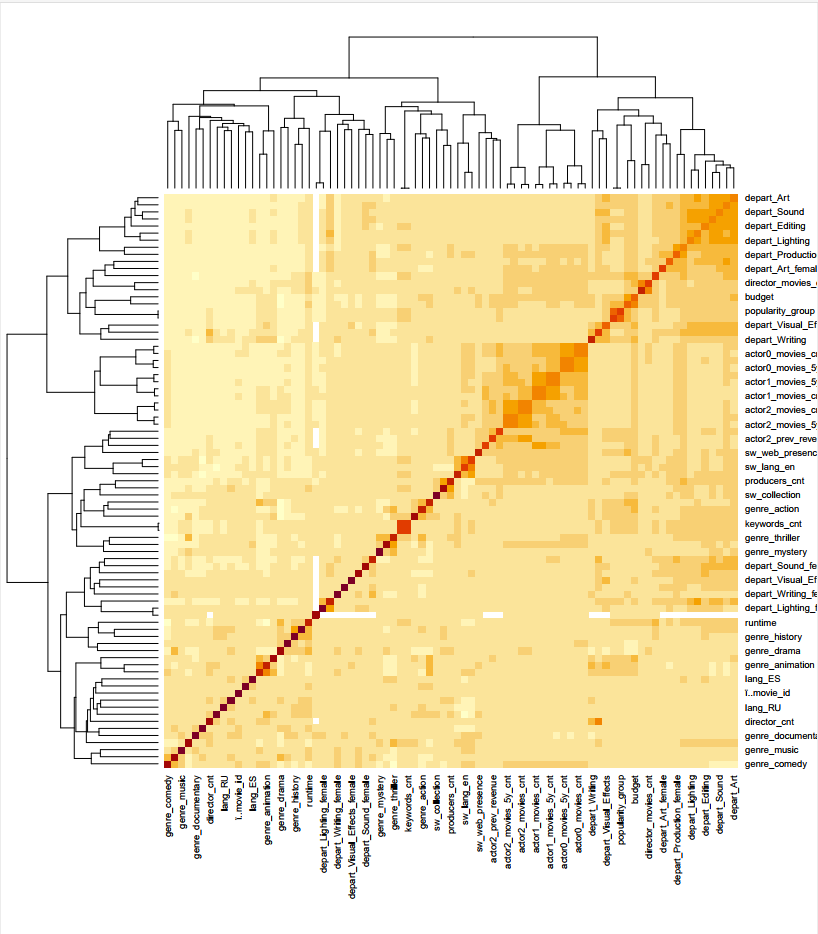 depart_Art
depart_Sound
depart_Editing
depart_Lighting
depart_Productio
depart_Art_femal
director_movies_
budget
popularity_group
depart_Visual_Ef
depart_Writing
actor0_movies_c
actor0_movies_5y
actor1_movies_5y
actor1_movies_c
actor2_movies_c
actor2_movies_5y
actor2_prev_reve
sw_web_presenc
sw_lang_en
producers_cnt
sw_collection
genre_action
keywords_cnt
genre_thriller
genre_mystery
depart_Sound_fe
depart_Visual_Ef
depart_Writing_fe
depart_Lighting_f
runtime
genre_history
genre_drama
genre_animation
lang_ES
ï..movie_id
lang_RU
director_cnt
genre_documenta
genre_music
genre_comedy
genre_comedy
genre_music
genre_documentary
director_cnt
lang_RU
ï..movie_id
lang_ES
genre_animation
genre_drama
genre_history
runtime
depart_Lighting_female
depart_Writing_female
depart_Visual_Effects_female
depart_Sound_female
genre_mystery
genre_thriller
keywords_cnt
genre_action
sw_collection
producers_cnt
sw_lang_en
sw_web_presence
actor2_prev_revenue
actor2_movies_5y_cnt
actor2_movies_cnt
actor1_movies_cnt
actor1_movies_5y_cnt
actor0_movies_5y_cnt
actor0_movies_cnt
depart_Writing
depart_Visual_Effects
popularity_group
budget
director_movies_cnt
depart_Art_female
depart_Production_female
depart_Lighting
depart_Editing
depart_Sound
depart_Art